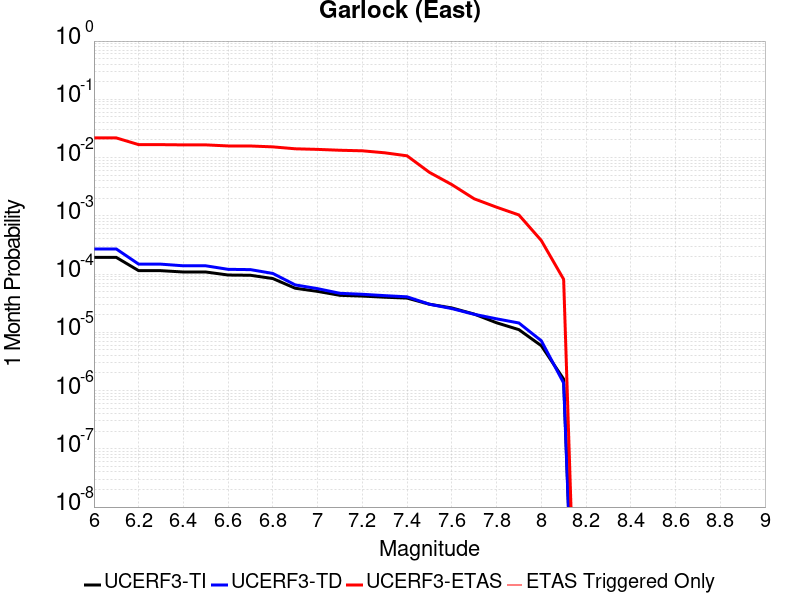 Garlock (East)
10^0
10^-1
10^-2
10^-3
10^-4
10^-5
10^-6
10^-7
10^-8
1 Month Probability
6 6.2 6.4 6.6 6.8 7 7.2 7.4 7.6 7.8 8 8.2 8.4 8.6 8.8 9
Magnitude
UCERF3-TI UCERF3-TD UCERF3-ETAS ETAS Triggered Only